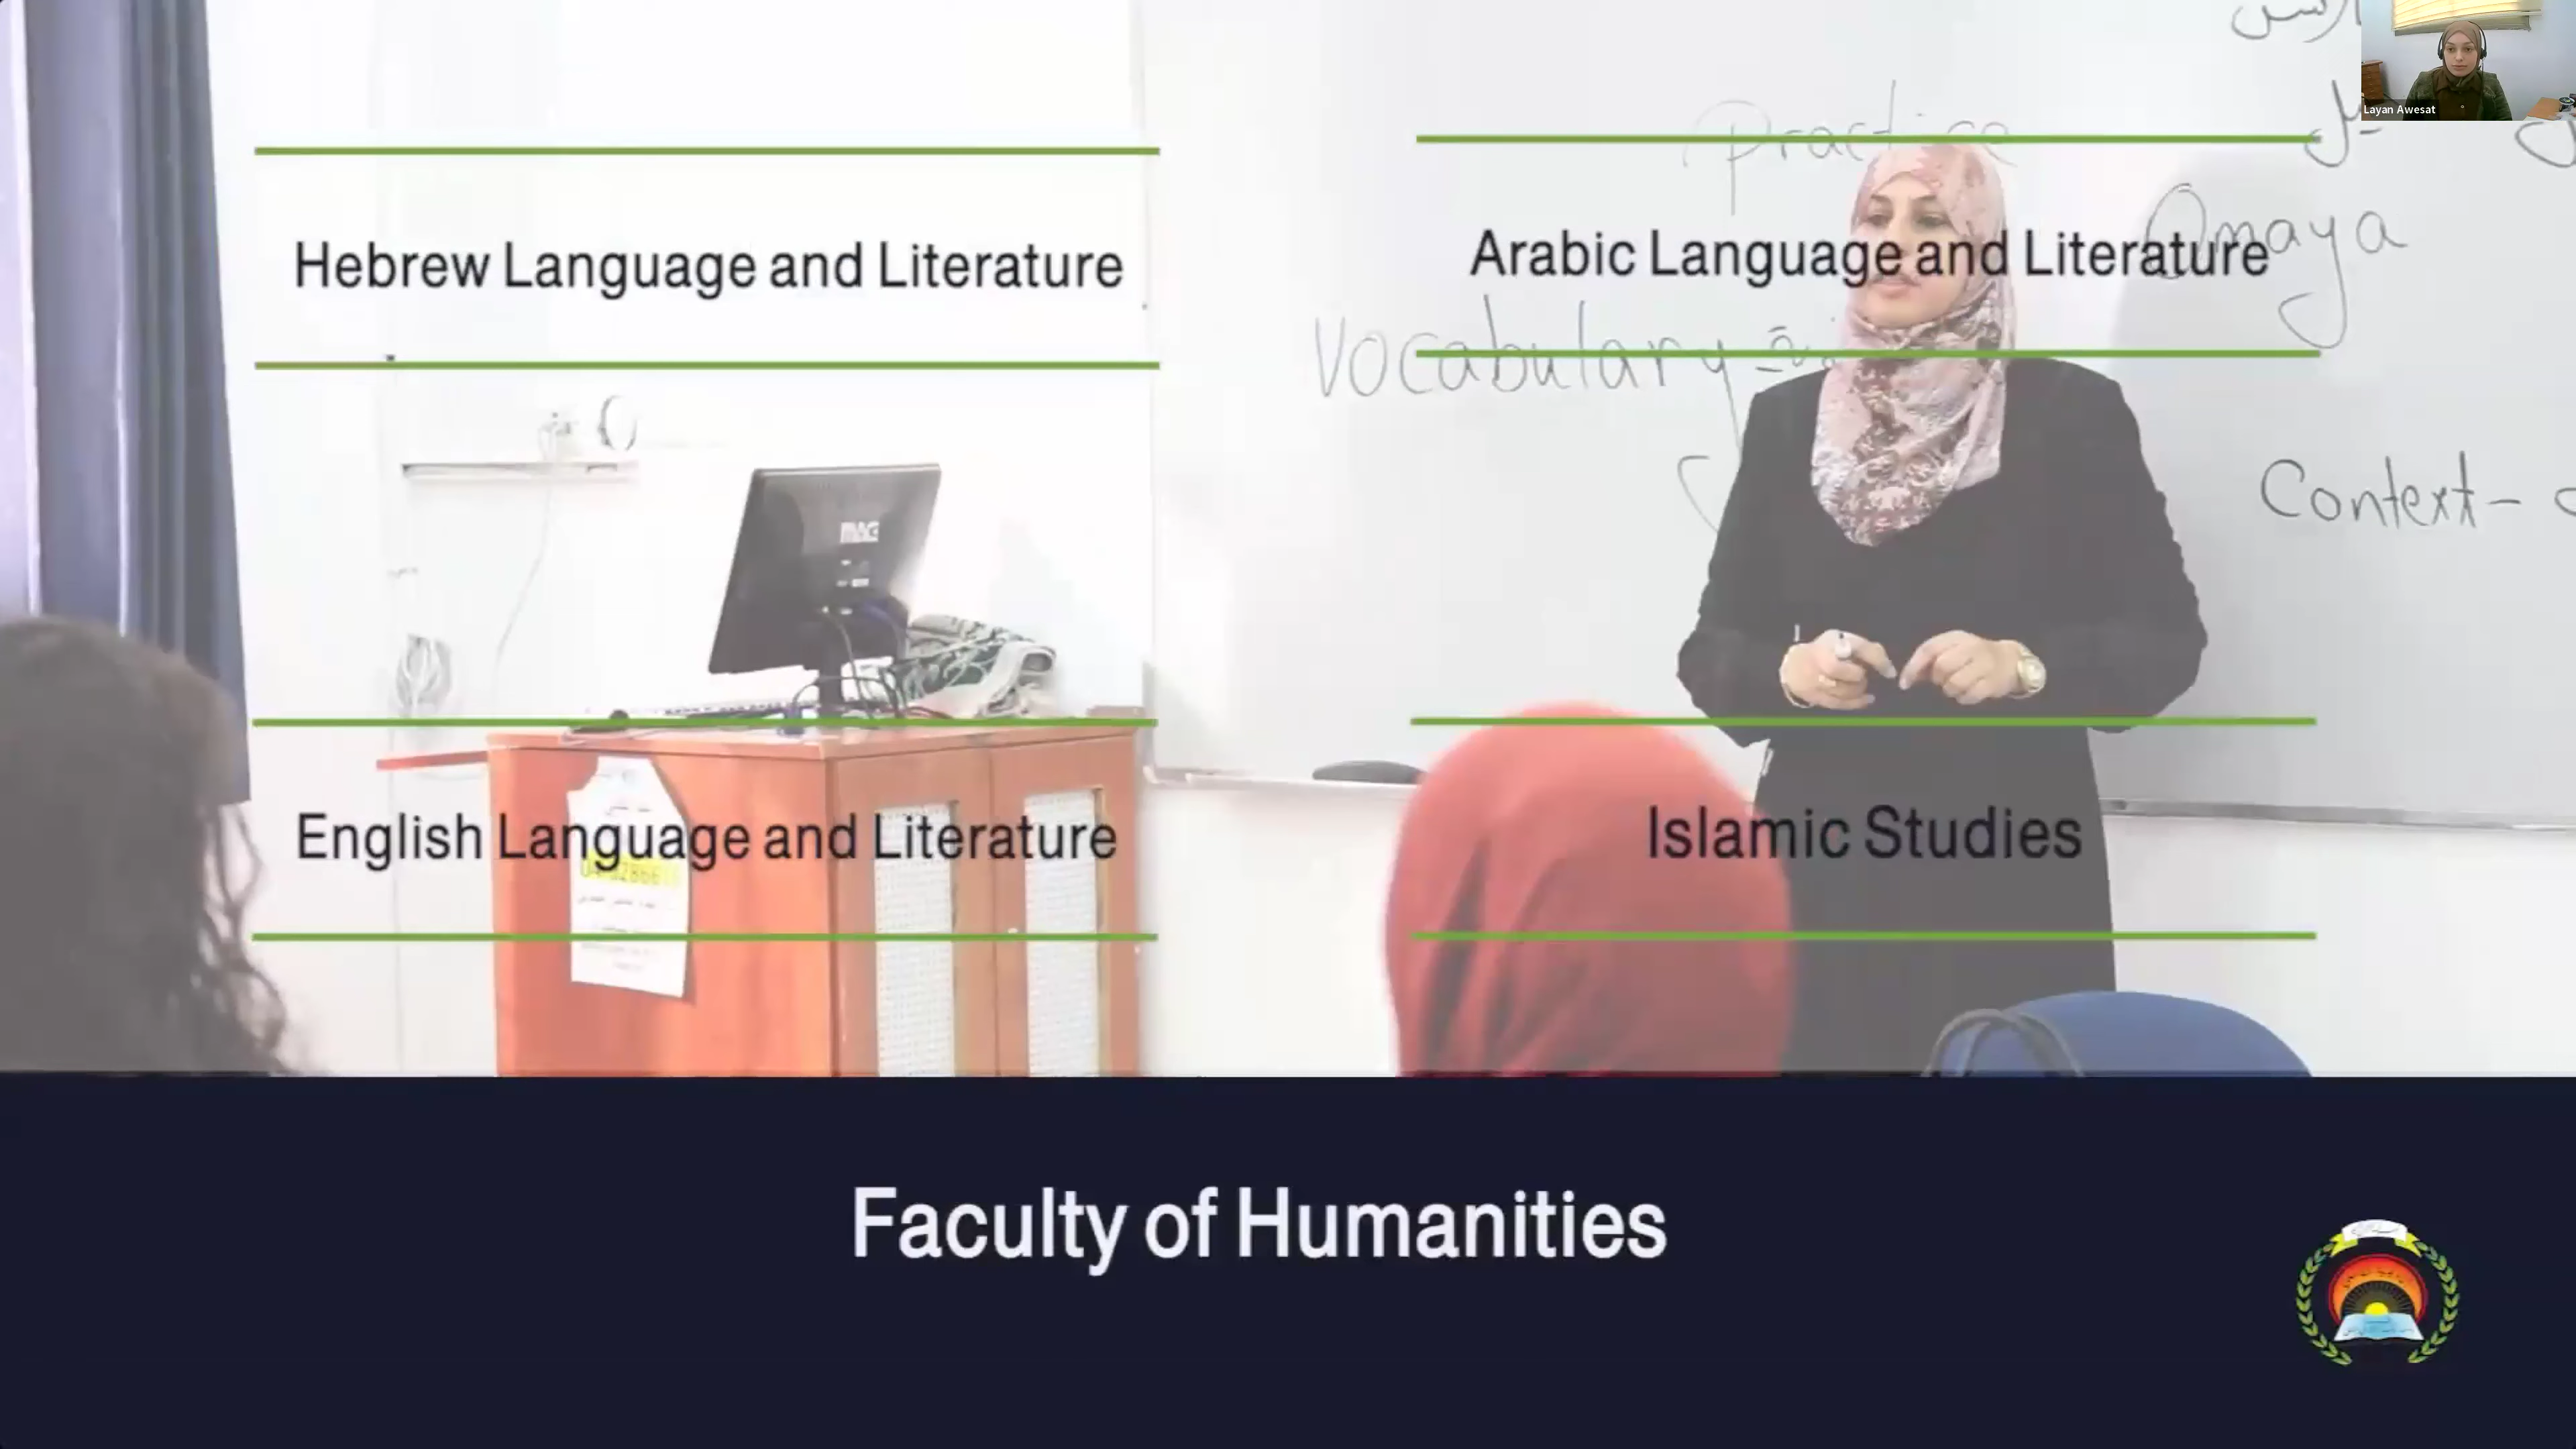 Layan Awesat
Practice
Hebrew Language and Literature
Arabic Language and Literature
Omaya
Vocabulary
MAG
Context-
English Language and Literature
Islamic Studies
Faculty of Humanities